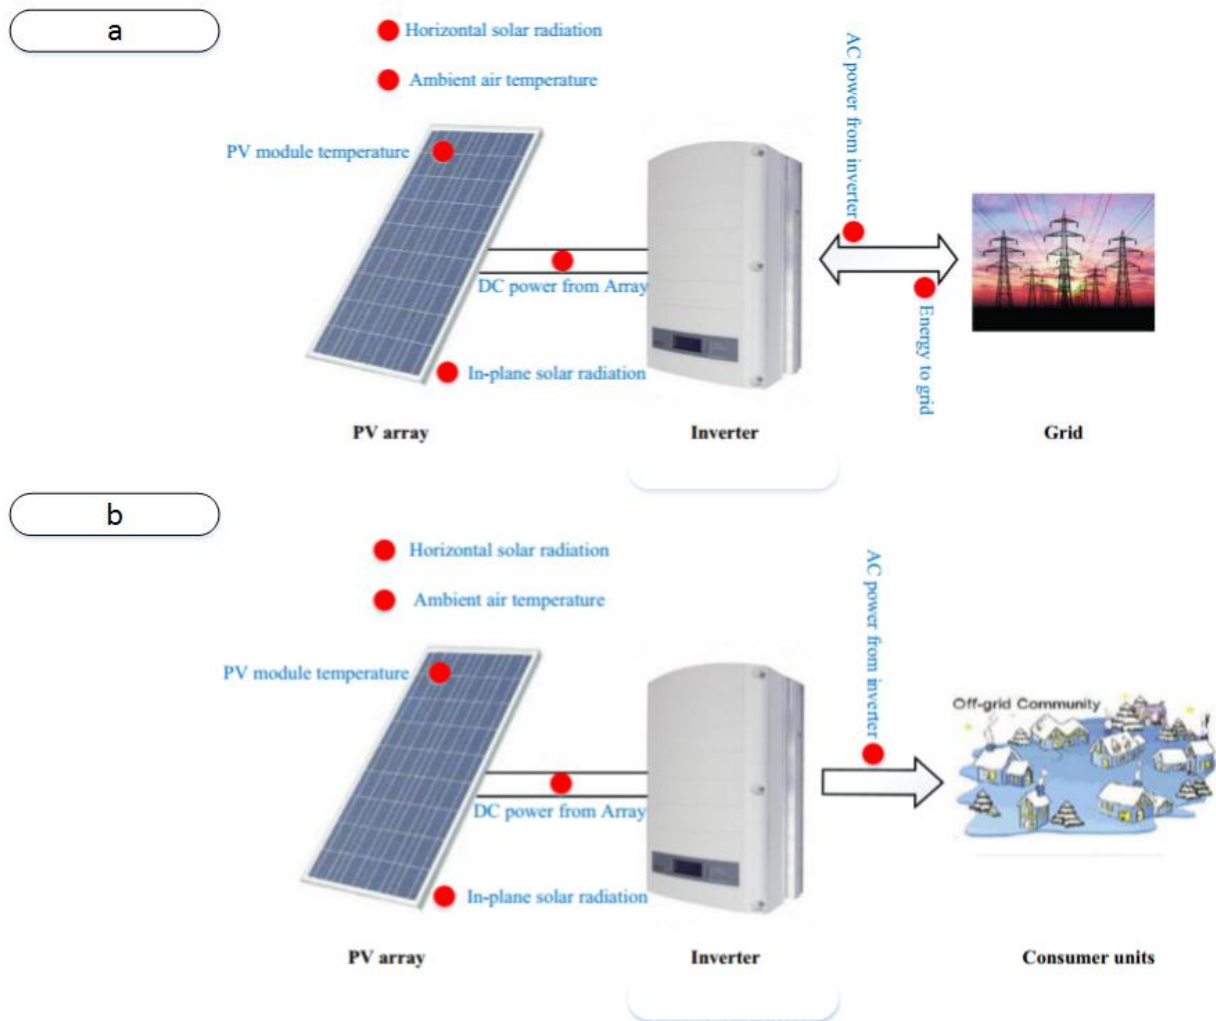 a
Horizontal solar radiation
Ambient air temperature
PV module temperature
AC power from inverter
DC power from Array
In-plane solar radiation
Energy to grid
PV array
Inverter
Grid
b
Horizontal solar radiation
Ambient air temperature
PV module temperature
AC power from inverter
Off-grid Community
DC power from Array
In-plane solar radiation
PV array
Inverter
Consumer units